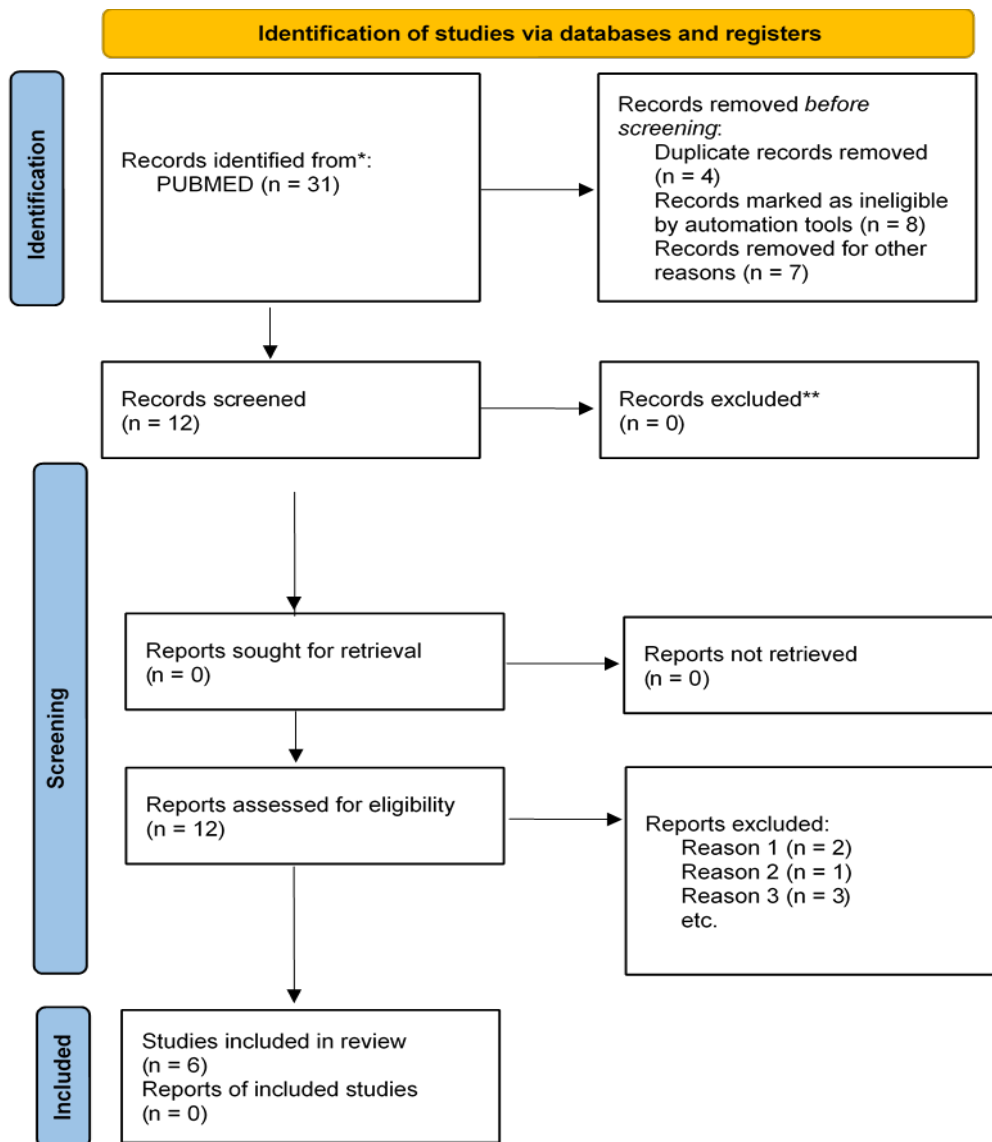 Identification of studies via databases and registers
Identification
Records identified from*:
PUBMED (n = 31)
Records removed before
screening:
Duplicate records removed
(n = 4)
Records marked as ineligible
by automation tools (n = 8)
Records removed for other
reasons (n = 7)
Records screened
(n = 12)
Records excluded**
(n = 0)
Screening
Reports sought for retrieval
(n = 0)
Reports not retrieved
(n = 0)
Reports assessed for eligibility
(n = 12)
Reports excluded:
Reason 1 (n = 2)
Reason 2 (n = 1)
Reason 3 (n = 3)
etc.
Included
Studies included in review
(n = 6)
Reports of included studies
(n = 0)